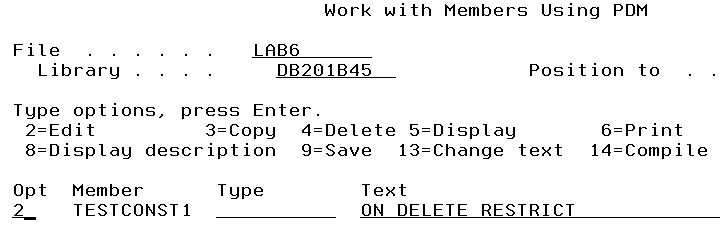 Work with Members Using PDM
File . . . . . . LAB6
Library . . . . DB201B45 Position to . .
Type options, press Enter.
2=Edit 3=Copy 4=Delete 5=Display 6=Print
8=Display description 9=Save 13=Change text 14=Compile
Opt Member Type Text
2 TESTCONST1 ON DELETE RESTRICT